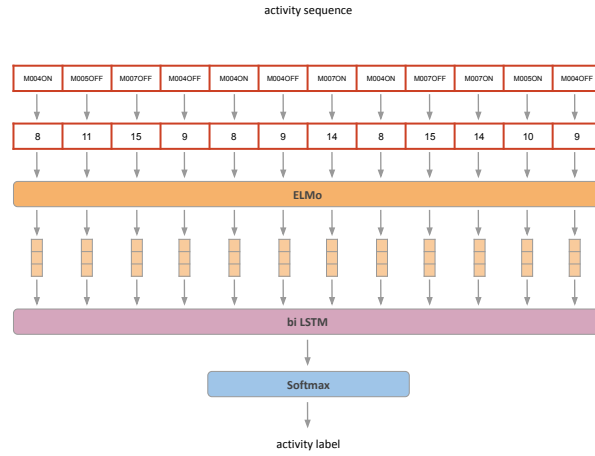 activity sequence
M004ON M005OFF M007OFF M004OFF M004ON M004OFF M007ON M004ON M007OFF M007ON M005ON M004OFF
8 11 15 9 8 9 14 8 15 14 10 9
ELMo
bi LSTM
Softmax
activity label